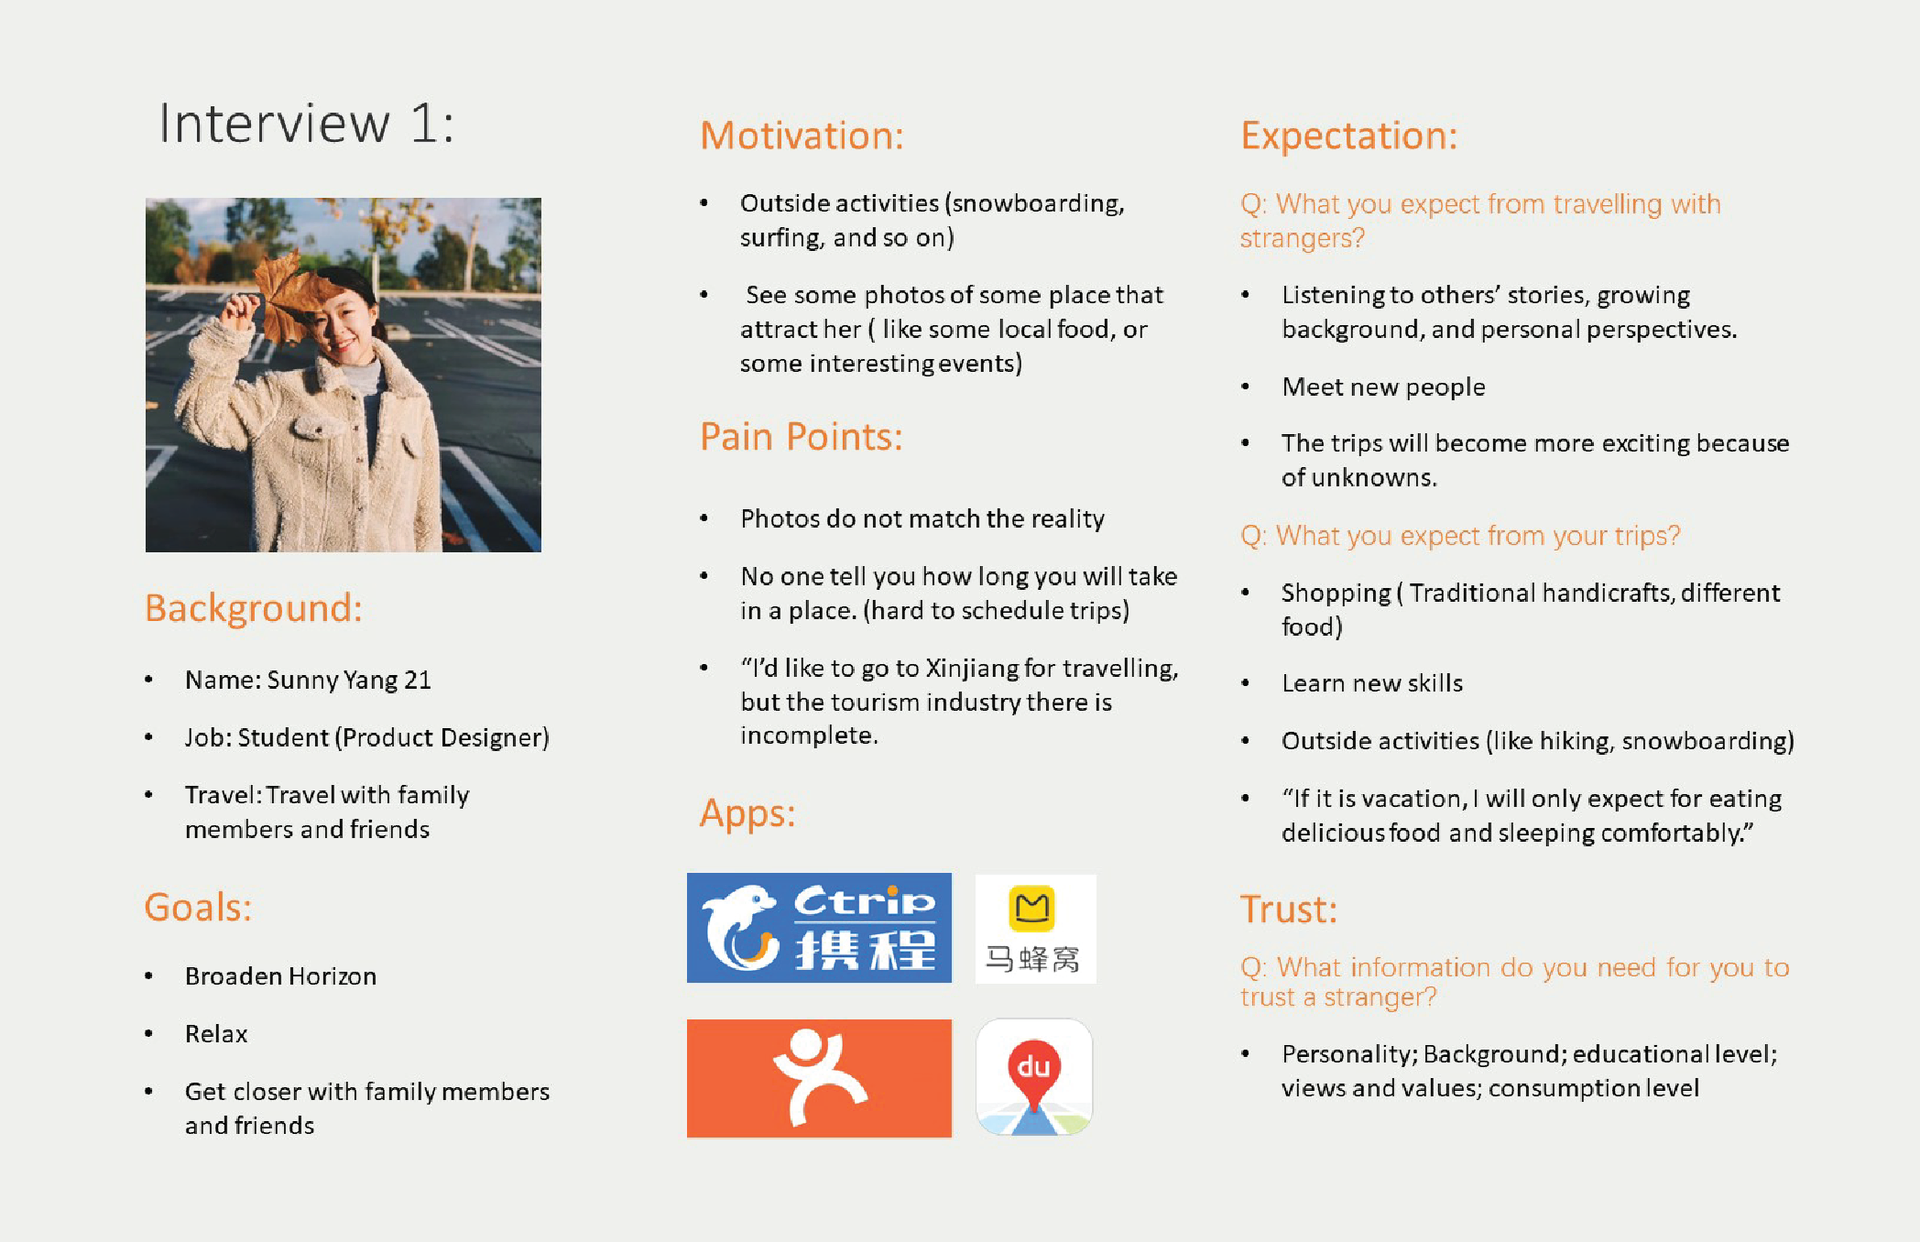 Interview 1:
Background:
• Name: Sunny Yang 21
• Job: Student (Product Designer)
• Travel: Travel with family
members and friends
Goals:
• Broaden Horizon
• Relax
• Get closer with family members
and friends
Motivation:
• Outside activities (snowboarding,
surfing, and so on)
• See some photos of some place that
attract her ( like some local food, or
some interesting events)
Pain Points:
• Photos do not match the reality
• No one tell you how long you will take
in a place. (hard to schedule trips)
• “I’d like to go to Xinjiang for travelling,
but the tourism industry there is
incomplete.
Apps:
Ctrip
携程
马蜂窝
du
Expectation:
Q: What you expect from travelling with
strangers?
• Listening to others’ stories, growing
background, and personal perspectives.
• Meet new people
• The trips will become more exciting because
of unknowns.
Q: What you expect from your trips?
• Shopping ( Traditional handicrafts, different
food)
• Learn new skills
• Outside activities (like hiking, snowboarding)
• “If it is vacation, I will only expect for eating
delicious food and sleeping comfortably.”
Trust:
Q: What information do you need for you to
trust a stranger?
• Personality; Background; educational level;
views and values; consumption level